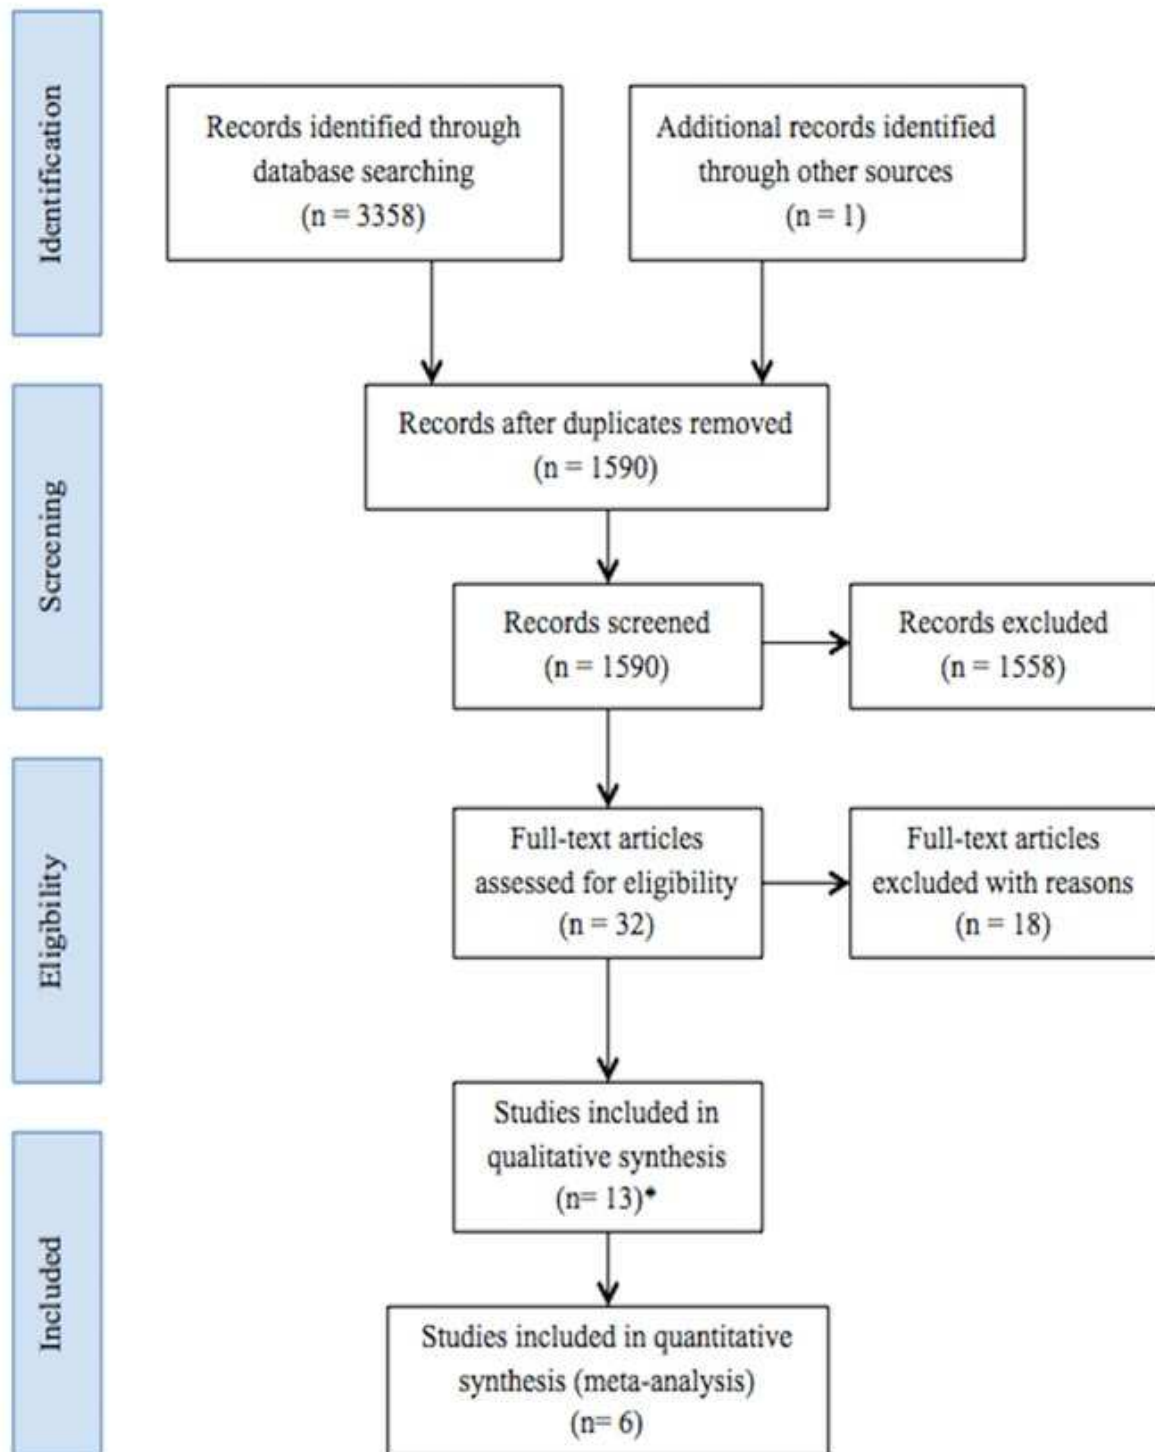 Identification
Records identified through
database searching
(n = 3358)
Additional records identified
through other sources
(n = 1)
Screening
Records after duplicates removed
(n = 1590)
Records screened
(n = 1590)
Records excluded
(n = 1558)
Eligibility
Full-text articles
assessed for eligibility
(n = 32)
Full-text articles
excluded with reasons
(n = 18)
Included
Studies included in
qualitative synthesis
(n= 13)*
Studies included in quantitative
synthesis (meta-analysis)
(n= 6)